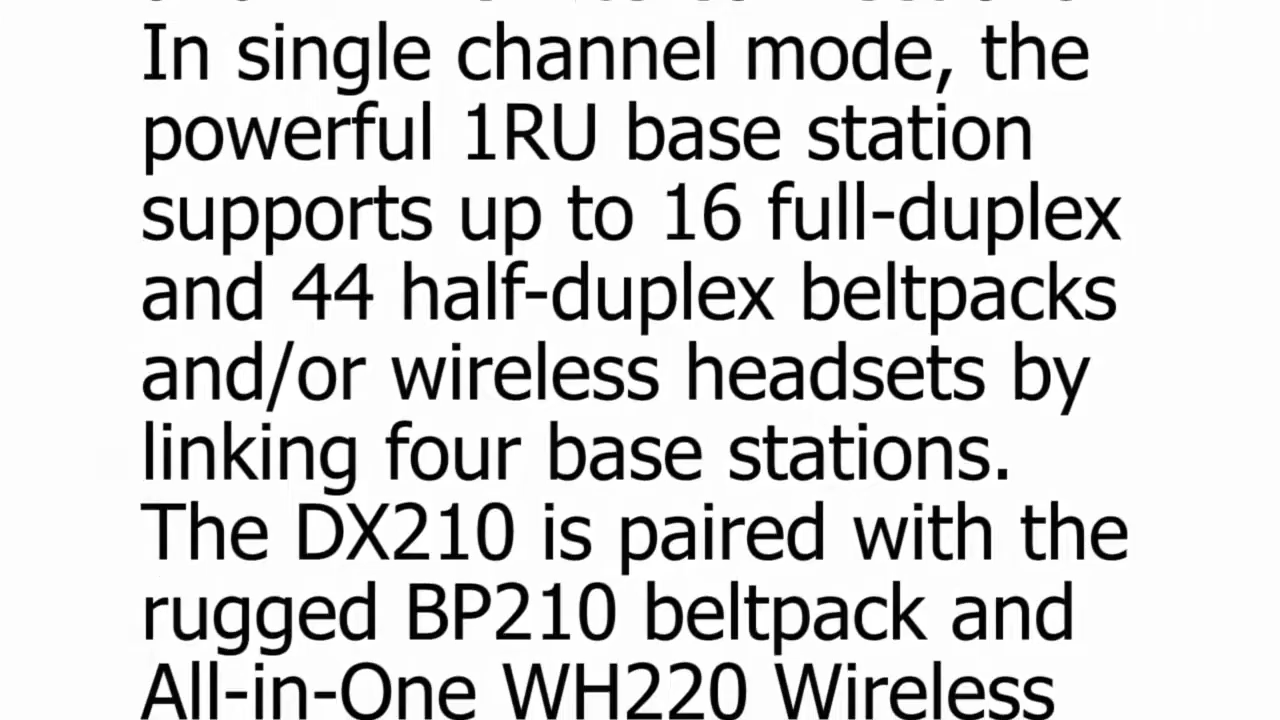 In single channel mode, the
powerful 1RU base station
supports up to 16 full-duplex
and 44 half-duplex beltpacks
and/or wireless headsets by
linking four base stations.
The DX210 is paired with the
rugged BP210 beltpack and
All-in-One WH220 Wireless